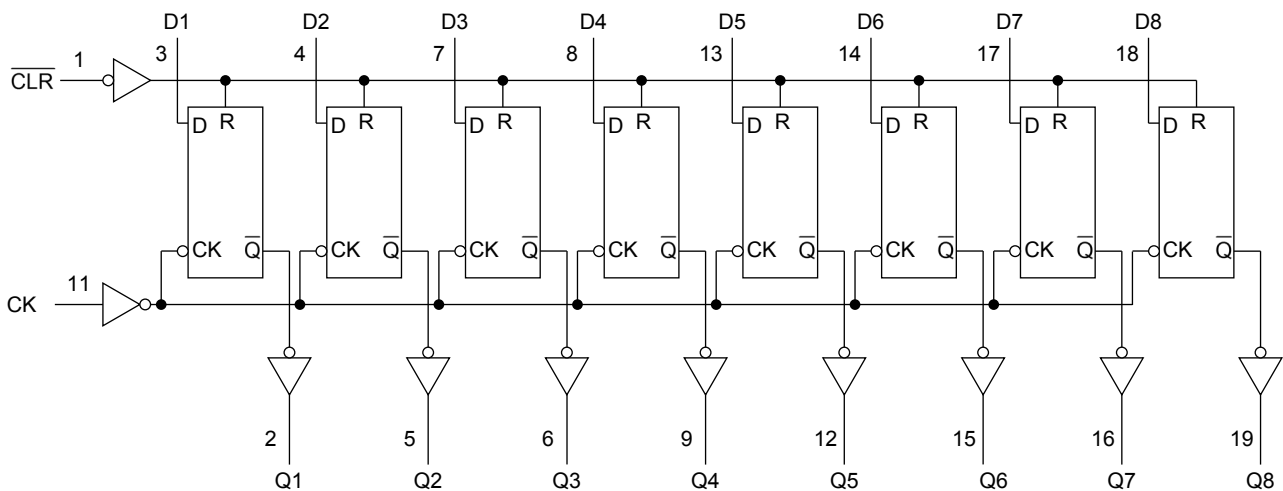 D1 D2 D3 D4 D5 D6 D7 D8
1 3 4 7 8 13 14 17 18
C̅L̅R̅
D R D R D R D R D R D R D R D R
CK Q̅ CK Q̅ CK Q̅ CK Q̅ CK Q̅ CK Q̅ CK Q̅ CK Q̅
11
CK
2 5 6 9 12 15 16 19
Q1 Q2 Q3 Q4 Q5 Q6 Q7 Q8